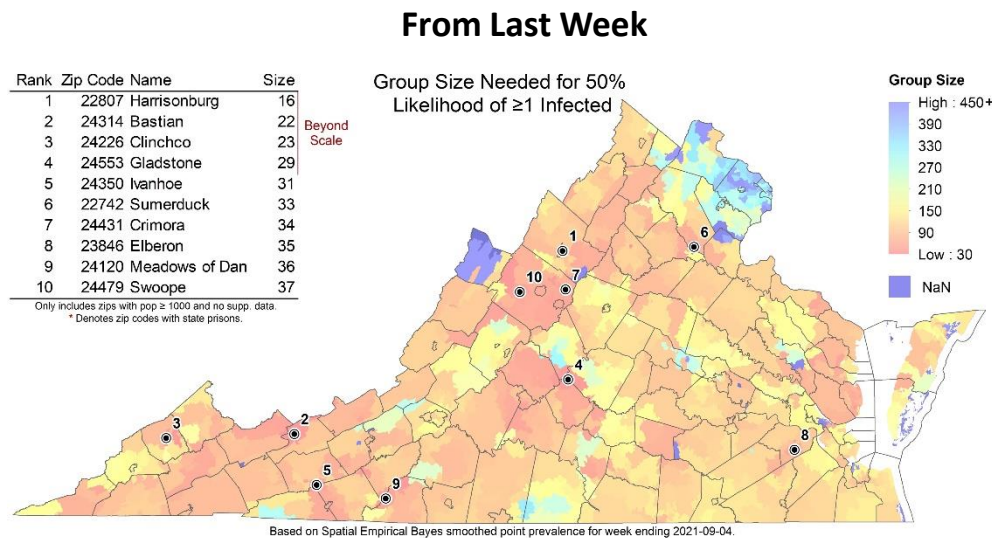 From Last Week
Group Size Needed for 50%
Likelihood of ≥1 Infected
Rank Zip Code Name Size
1 22807 Harrisonburg 16
2 24314 Bastian 22
3 24226 Clinchco 23
4 24553 Gladstone 29
5 24350 Ivanhoe 31
6 22742 Sumerduck 33
7 24431 Crimora 34
8 23846 Elberon 35
9 24120 Meadows of Dan 36
10 24479 Swoope 37
Beyond
Scale
Only includes zips with pop ≥ 1000 and no supp. data.
* Denotes zip codes with state prisons.
Group Size
High : 450+
390
330
270
210
150
90
Low : 30
NaN
1
6
10
7
4
3
2
8
5
9
Based on Spatial Empirical Bayes smoothed point prevalence for week ending 2021-09-04.